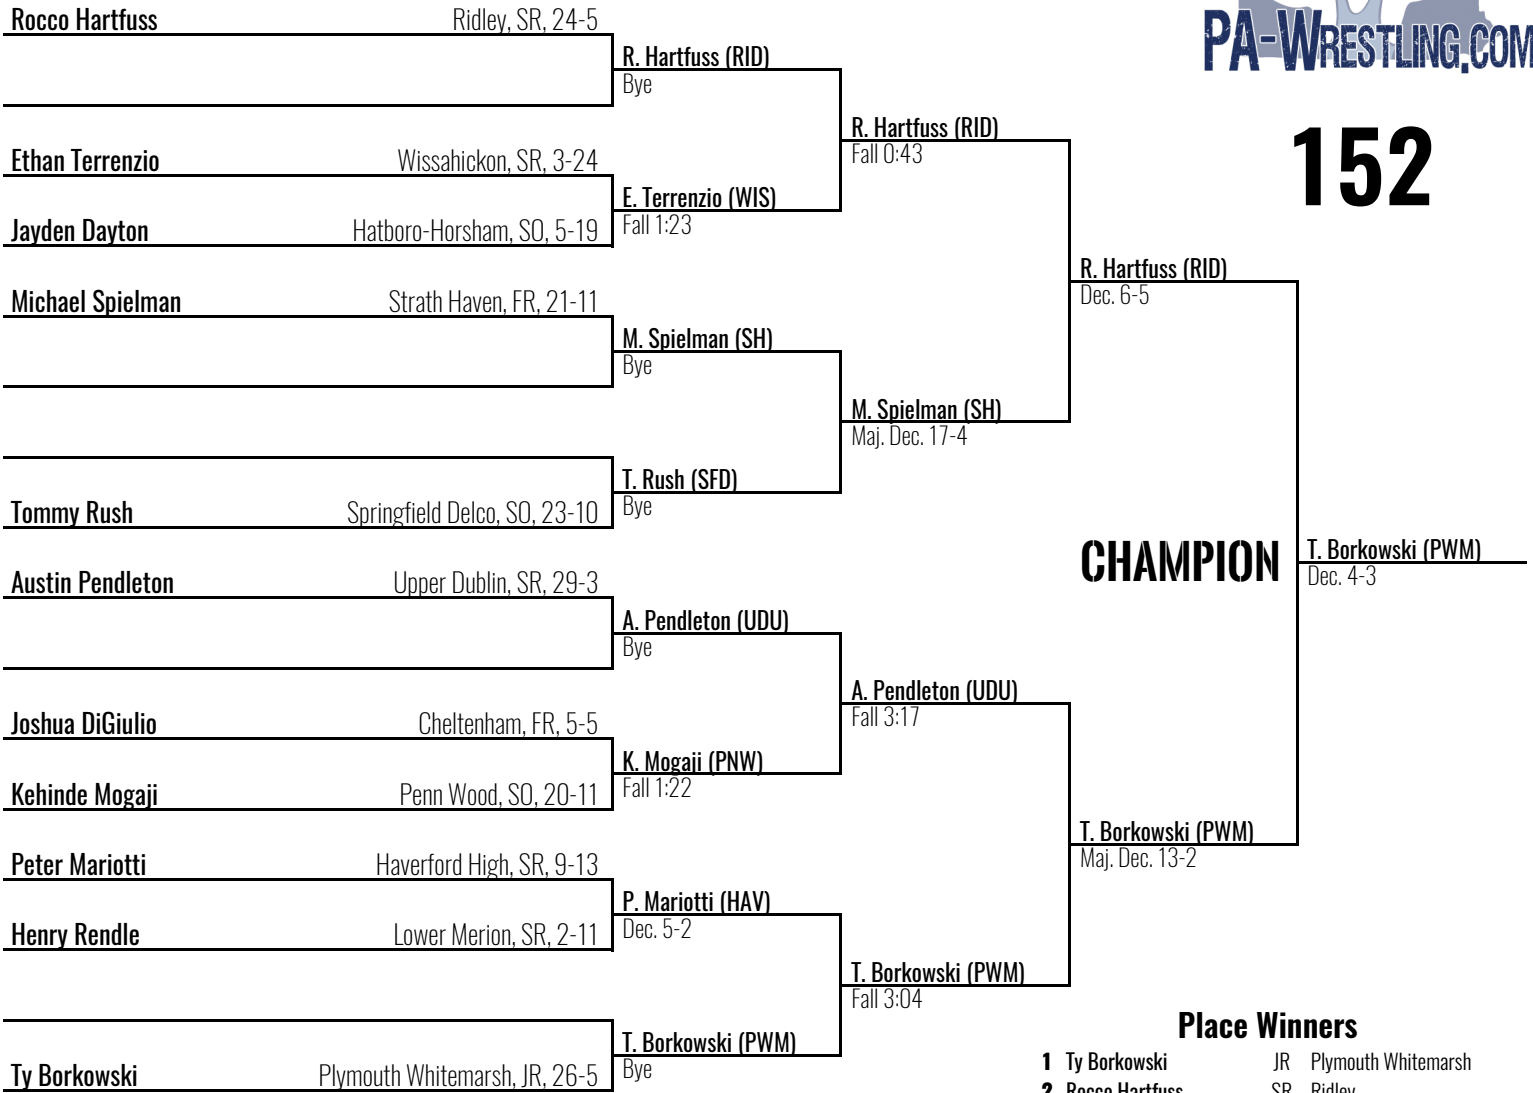 Rocco Hartfuss Ridley, SR, 24-5
PA-WRESTLING.COM
R. Hartfuss (RID)
Bye
R. Hartfuss (RID)
Fall 0:43
152
Ethan Terrenzio Wissahickon, SR, 3-24
E. Terrenzio (WIS)
Fall 1:23
Jayden Dayton Hatboro-Horsham, SO, 5-19
R. Hartfuss (RID)
Dec. 6-5
Michael Spielman Strath Haven, FR, 21-11
M. Spielman (SH)
Bye
M. Spielman (SH)
Maj. Dec. 17-4
T. Rush (SFD)
Bye
Tommy Rush Springfield Delco, SO, 23-10
CHAMPION
T. Borkowski (PWM)
Dec. 4-3
Austin Pendleton Upper Dublin, SR, 29-3
A. Pendleton (UDU)
Bye
A. Pendleton (UDU)
Fall 3:17
Joshua DiGiulio Cheltenham, FR, 5-5
K. Mogaji (PNW)
Fall 1:22
Kehinde Mogaji Penn Wood, SO, 20-11
T. Borkowski (PWM)
Maj. Dec. 13-2
Peter Mariotti Haverford High, SR, 9-13
P. Mariotti (HAV)
Dec. 5-2
Henry Rendle Lower Merion, SR, 2-11
T. Borkowski (PWM)
Fall 3:04
T. Borkowski (PWM)
Bye
Ty Borkowski Plymouth Whitemarsh, JR, 26-5
Place Winners
1 Ty Borkowski JR Plymouth Whitemarsh
2 Rocco Hartfuss SR Ridley